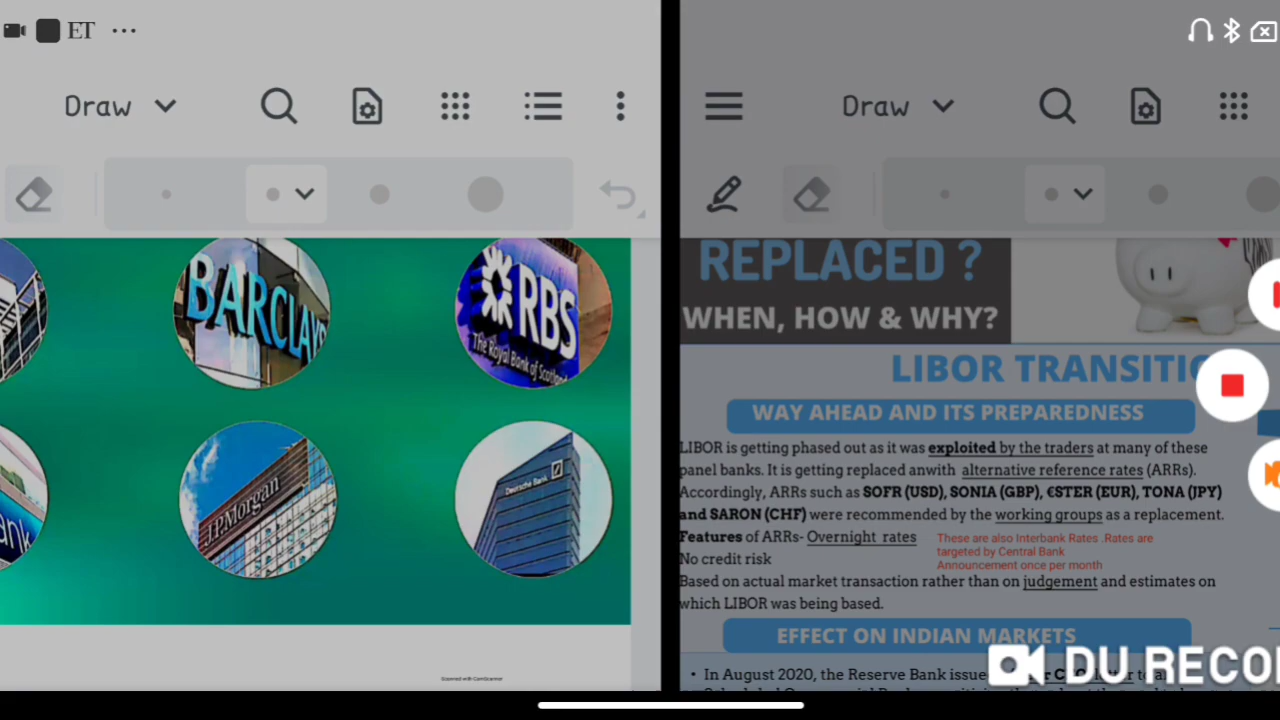 ET
Draw
Draw
BARCLAYS
RBS
The Royal Bank of Scotland
J.P.Morgan
Deutsche Bank
Scanned with CamScanner
REPLACED ?
WHEN, HOW & WHY?
LIBOR TRANSITIO
WAY AHEAD AND ITS PREPAREDNESS
LIBOR is getting phased out as it was exploited by the traders at many of these
panel banks. It is getting replaced anwith alternative reference rates (ARRs).
Accordingly, ARRs such as SOFR (USD), SONIA (GBP), €STER (EUR), TONA (JPY)
and SARON (CHF) were recommended by the working groups as a replacement.
Features of ARRs- Overnight rates
These are also Interbank Rates .Rates are
targeted by Central Bank
Announcement once per month
No credit risk
Based on actual market transaction rather than on judgement and estimates on
which LIBOR was being based.
EFFECT ON INDIAN MARKETS
• In August 2020, the Reserve Bank issue
DU RECO